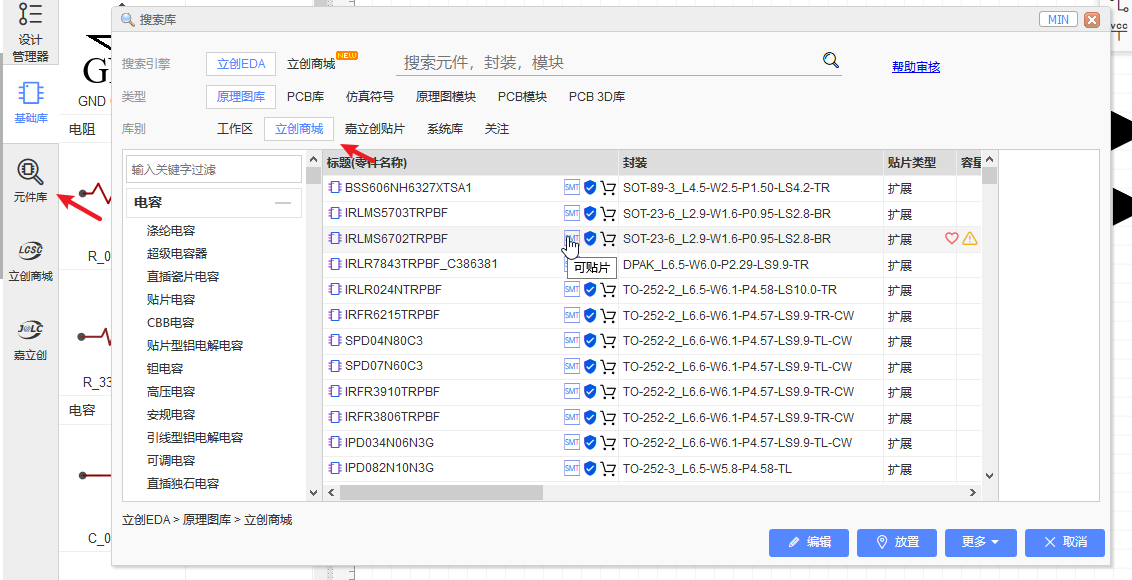 搜索库
MIN
设计
管理器
搜索引擎
立创EDA
立创商城
NEW
搜索元件，封装，模块
帮助审核
类型
原理图库
PCB库
仿真符号
原理图模块
PCB模块
PCB 3D库
GND
基础库
库别
工作区
立创商城
嘉立创贴片
系统库
关注
电阻
输入关键字过滤
标题(零件名称)
封装
贴片类型
容量
元件库
电容
BSS606NH6327XTSA1
SMT
SOT-89-3_L4.5-W2.5-P1.50-LS4.2-TR
扩展
IRLMS5703TRPBF
SMT
SOT-23-6_L2.9-W1.6-P0.95-LS2.8-BR
扩展
IRLMS6702TRPBF
SMT
SOT-23-6_L2.9-W1.6-P0.95-LS2.8-BR
扩展
可贴片
IRLR7843TRPBF_C386381
DPAK_L6.5-W6.0-P2.29-LS9.9-TR
扩展
IRLR024NTRPBF
SMT
TO-252-2_L6.5-W6.1-P4.58-LS10.0-TR
扩展
IRFR6215TRPBF
SMT
TO-252-2_L6.6-W6.1-P4.57-LS9.9-TR-CW
扩展
SPD04N80C3
SMT
TO-252-2_L6.6-W6.1-P4.57-LS9.9-TL-CW
扩展
SPD07N60C3
SMT
TO-252-2_L6.6-W6.1-P4.57-LS9.9-TL-CW
扩展
IRFR3910TRPBF
SMT
TO-252-2_L6.6-W6.1-P4.57-LS9.9-TR-CW
扩展
IRFR3806TRPBF
SMT
TO-252-2_L6.6-W6.1-P4.57-LS9.9-TR-CW
扩展
IPD034N06N3G
SMT
TO-252-2_L6.6-W6.1-P4.57-LS9.9-TL-CW
扩展
IPD082N10N3G
SMT
TO-252-3_L6.5-W5.8-P4.58-TL
扩展
涤纶电容
超级电容器
直插瓷片电容
贴片电容
CBB电容
贴片型铝电解电容
钽电容
高压电容
安规电容
引线型铝电解电容
可调电容
直插独石电容
LCSC
立创商城
JLC
嘉立创
R_0
R_33
电容
C_0
VCC
立创EDA > 原理图库 > 立创商城
编辑
放置
更多
取消